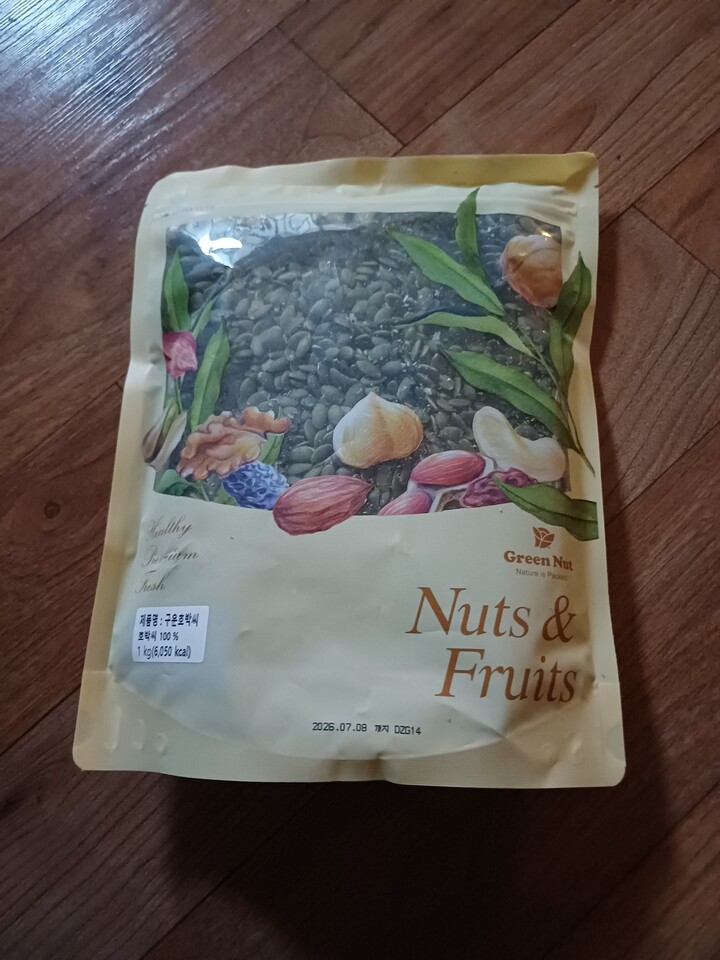 Healthy
Premium
Fresh
Green Nut
Nature is Packed
Nuts &
Fruits
제품명 : 구운호박씨
호박씨 100 %
1 kg(6,050 kcal)
2026.07.08 까지 DZG14